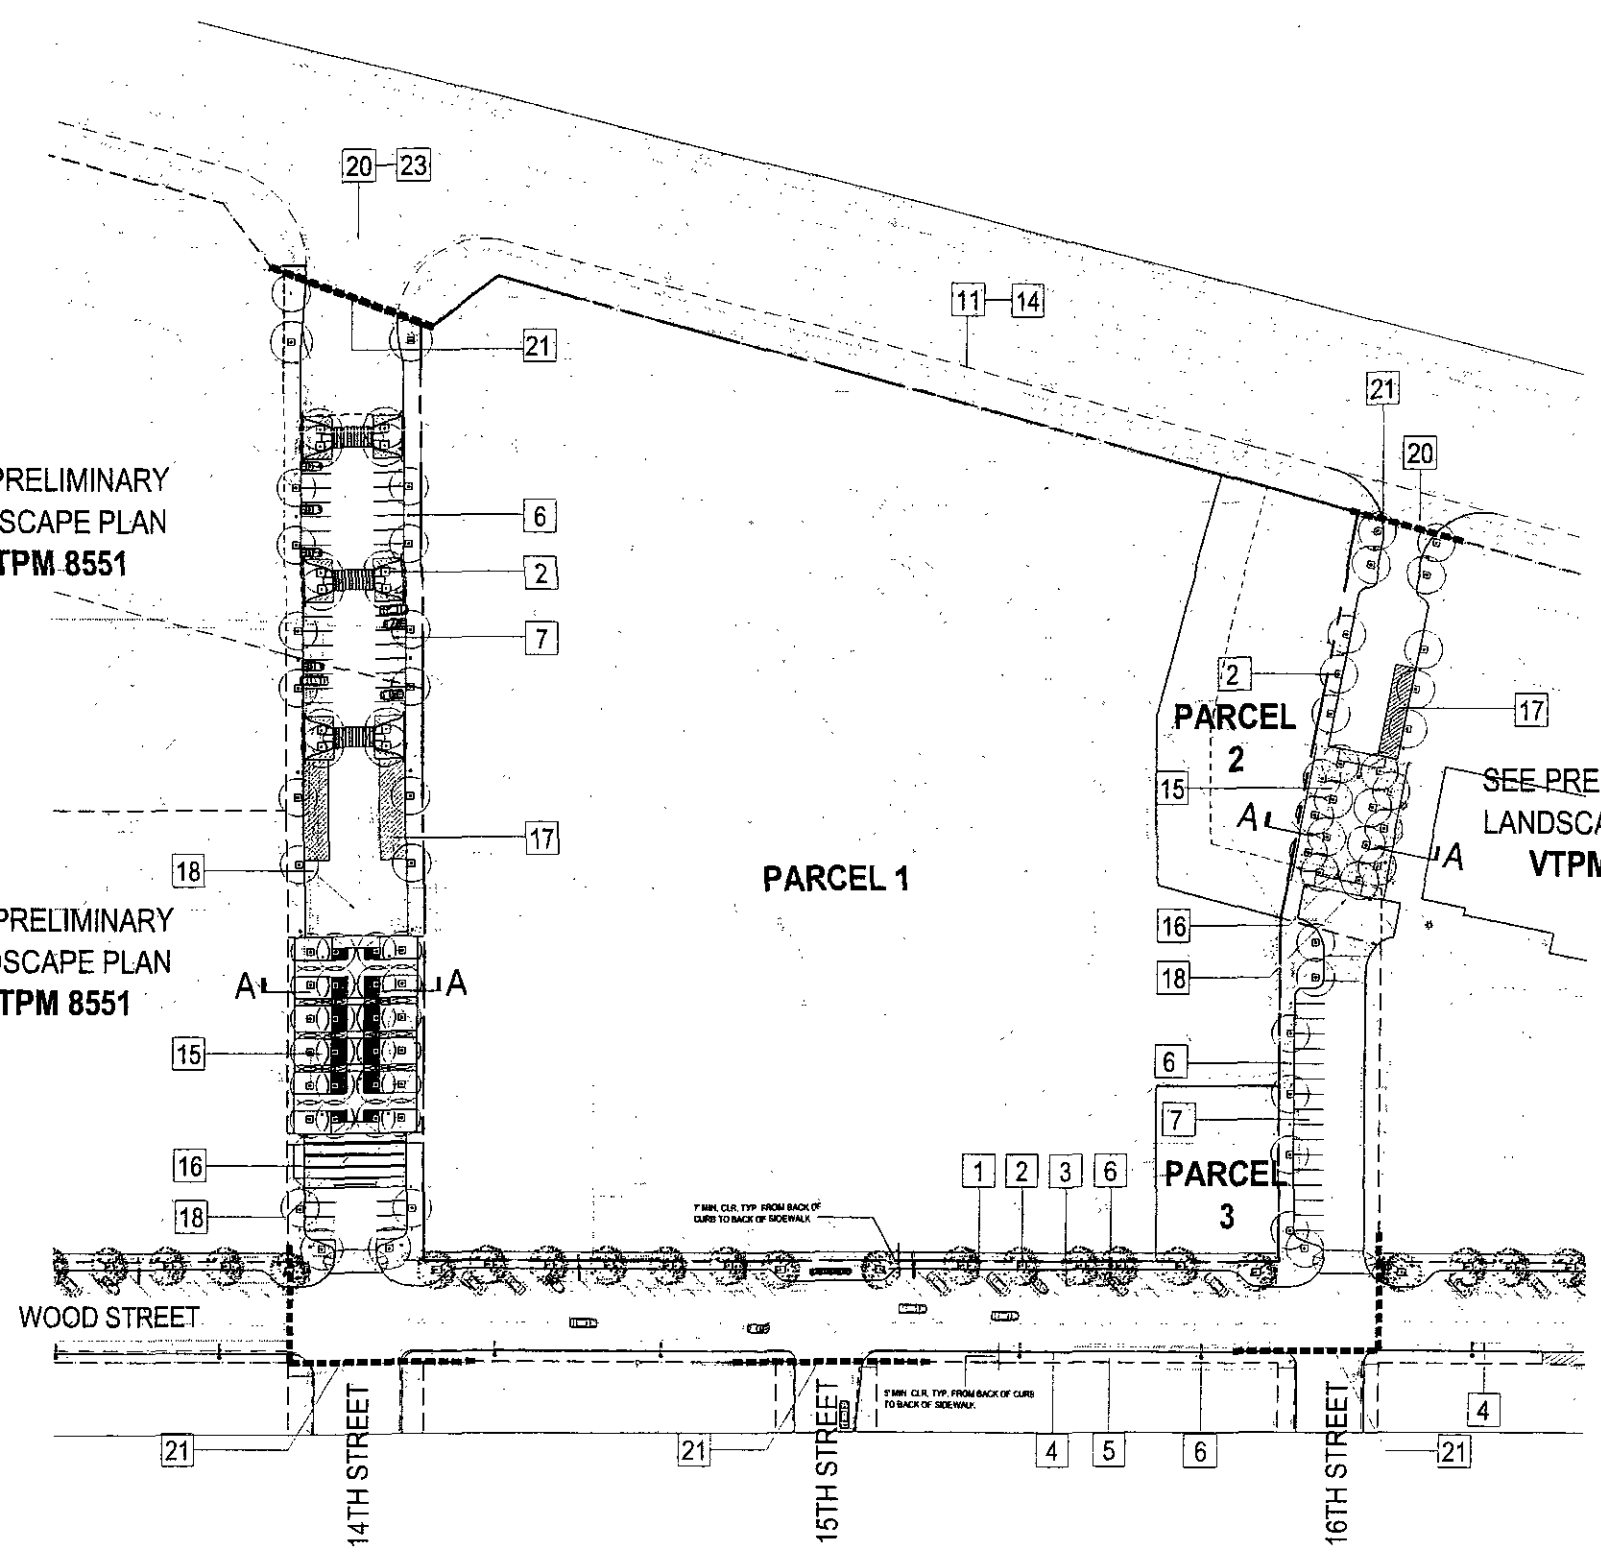 20 23
11 14
21
21
20
PRELIMINARY
SCAPE PLAN
TPM 8551
6
2
7
2
PARCEL
2
17
15
SEE PRE
LANDSCA
VTPM
A A
17
18
PARCEL 1
PRELIMINARY
DSCAPE PLAN
TPM 8551
16
18
A A
15
6
7
16
18
1 2 3 6
PARCEL
3
7' MIN. CLR. TYP. FROM BACK OF
CURB TO BACK OF SIDEWALK
WOOD STREET
5' MIN. CLR. TYP. FROM BACK OF CURB
TO BACK OF SIDEWALK
4
21
21
4 5 6
21
14TH STREET
15TH STREET
16TH STREET